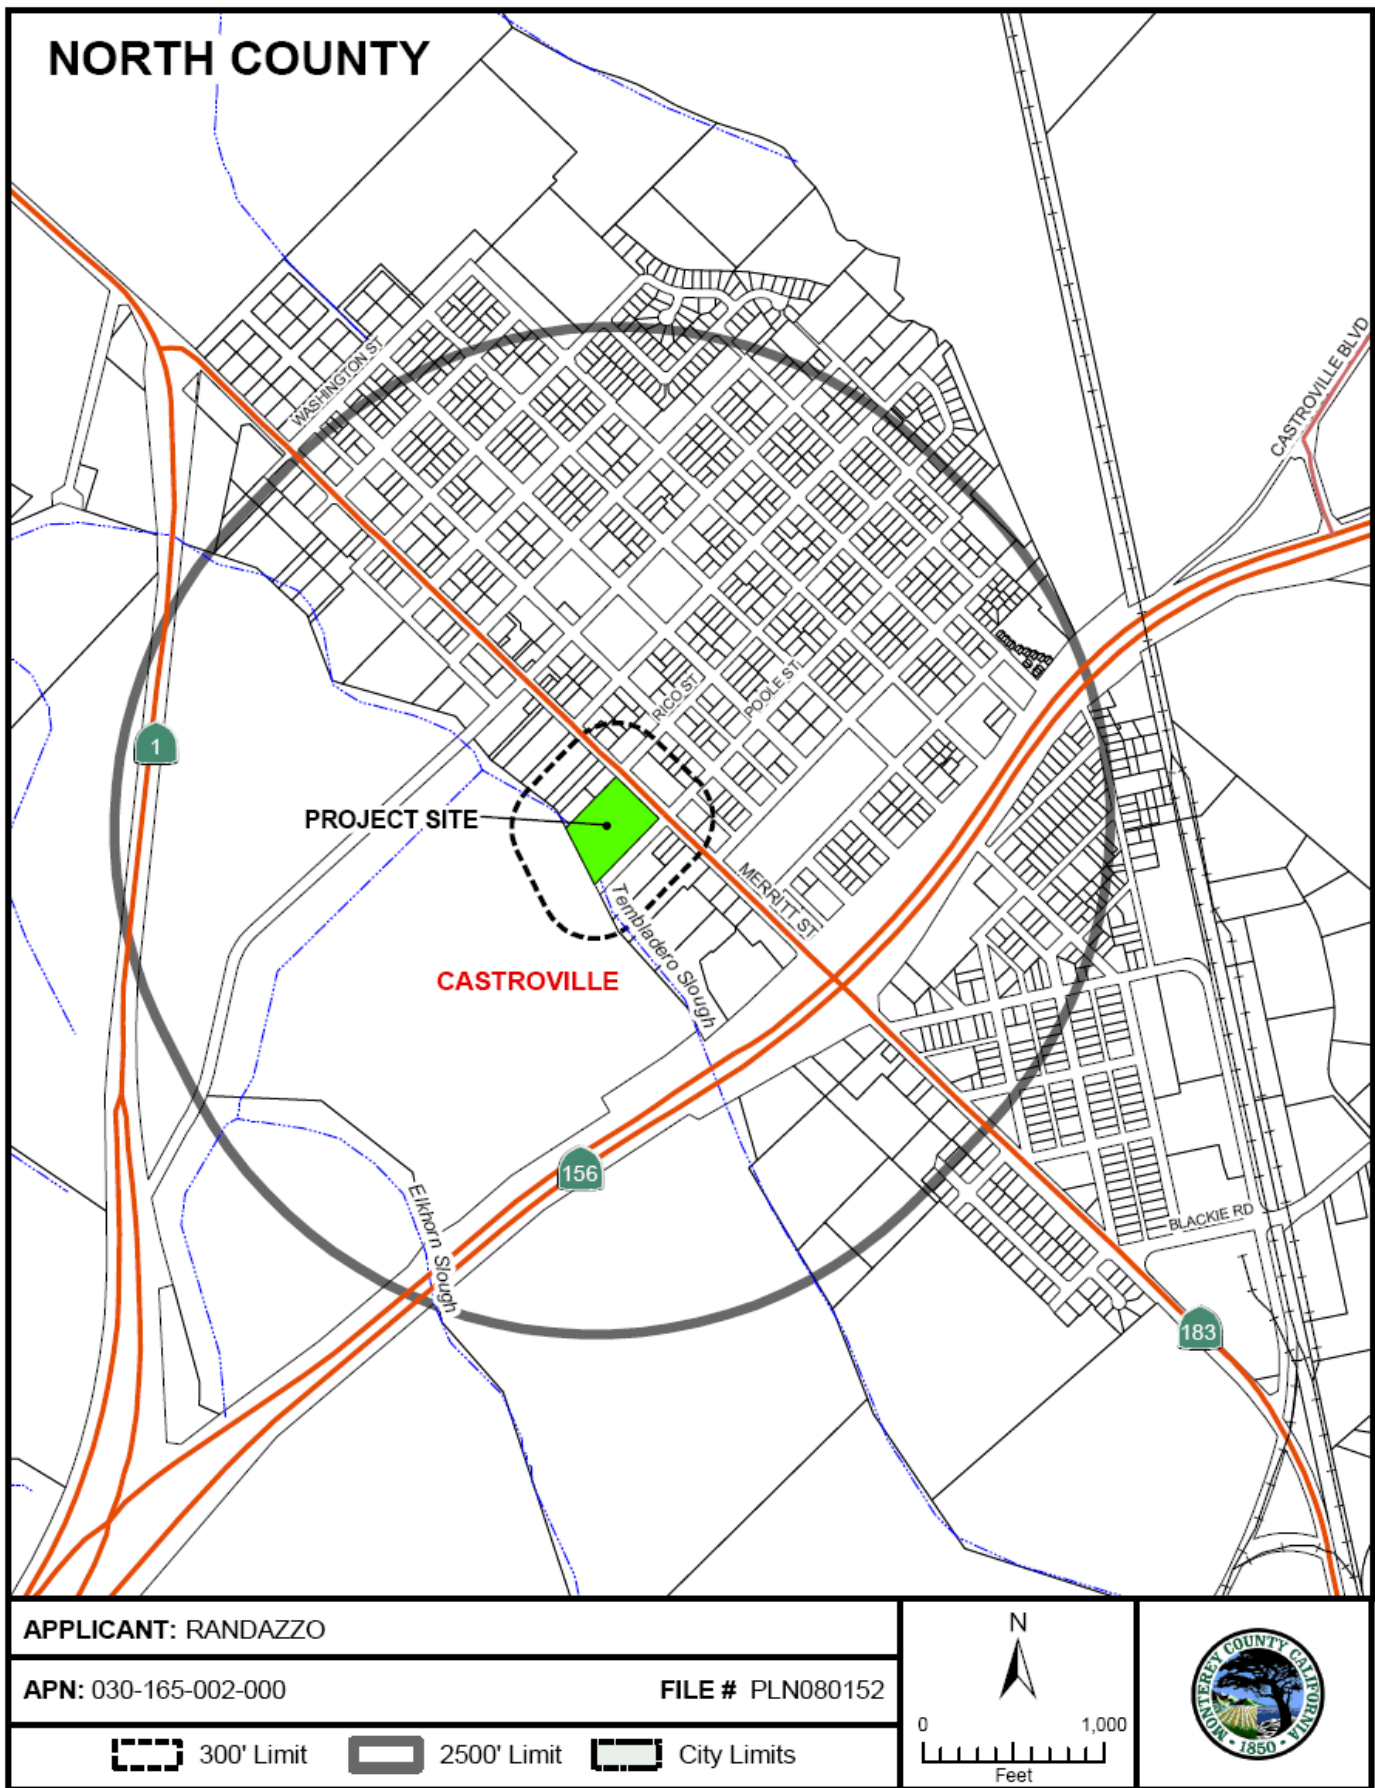 NORTH COUNTY
CASTROVILLE BLVD
WASHINGTON ST
RICO ST
POOLE ST
1
PROJECT SITE
MERRITT ST
Tembladero Slough
CASTROVILLE
156
Elkhorn Slough
BLACKIE RD
183
APPLICANT: RANDAZZO
APN: 030-165-002-000
FILE # PLN080152
300' Limit
2500' Limit
City Limits
N
0
1,000
Feet
MONTEREY COUNTY CALIFORNIA
1850